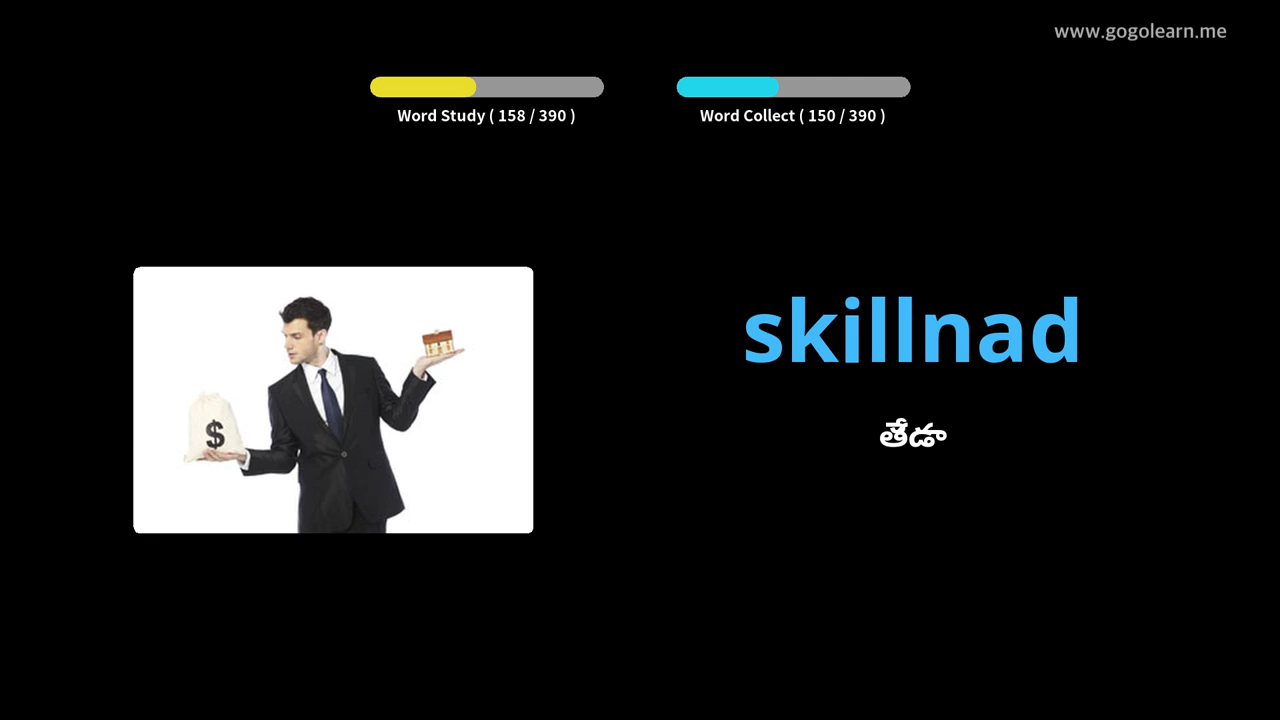 www.gogolearn.me
Word Study ( 158 / 390 )
Word Collect ( 150 / 390 )
skillnad
తేడా
$